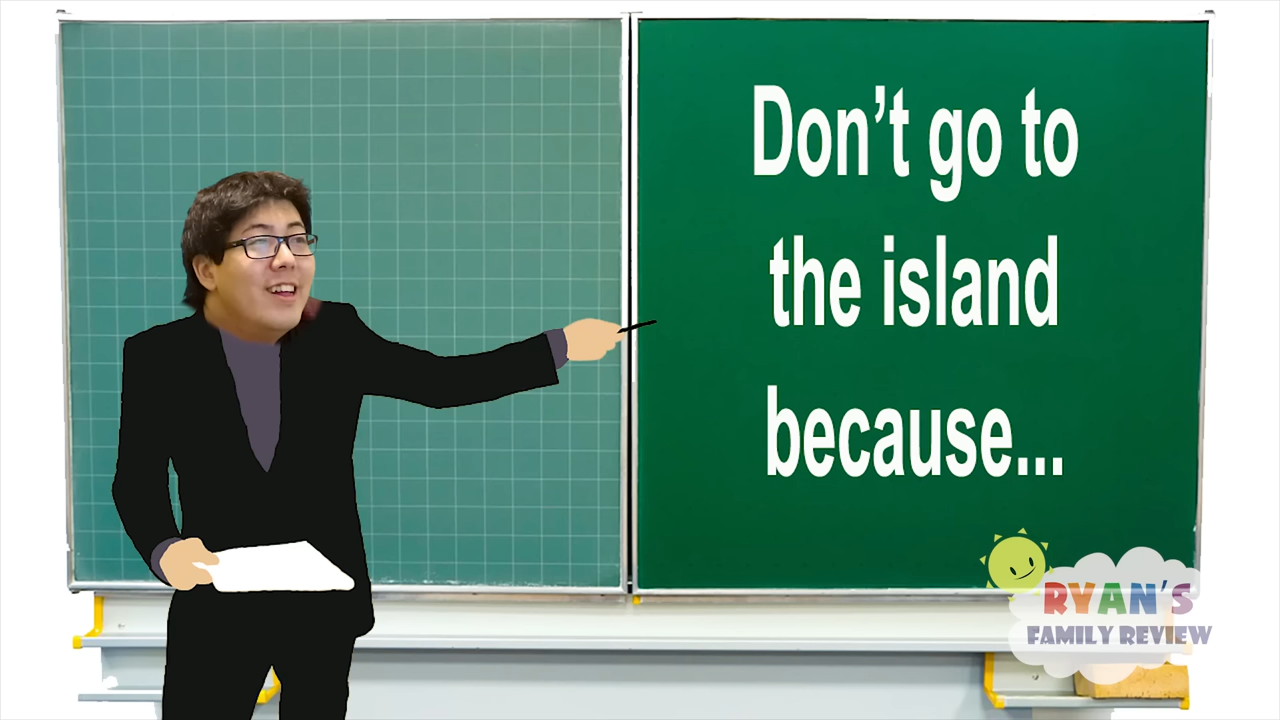 Don’t go to
the island
because...
RYAN'S
FAMILY REVIEW